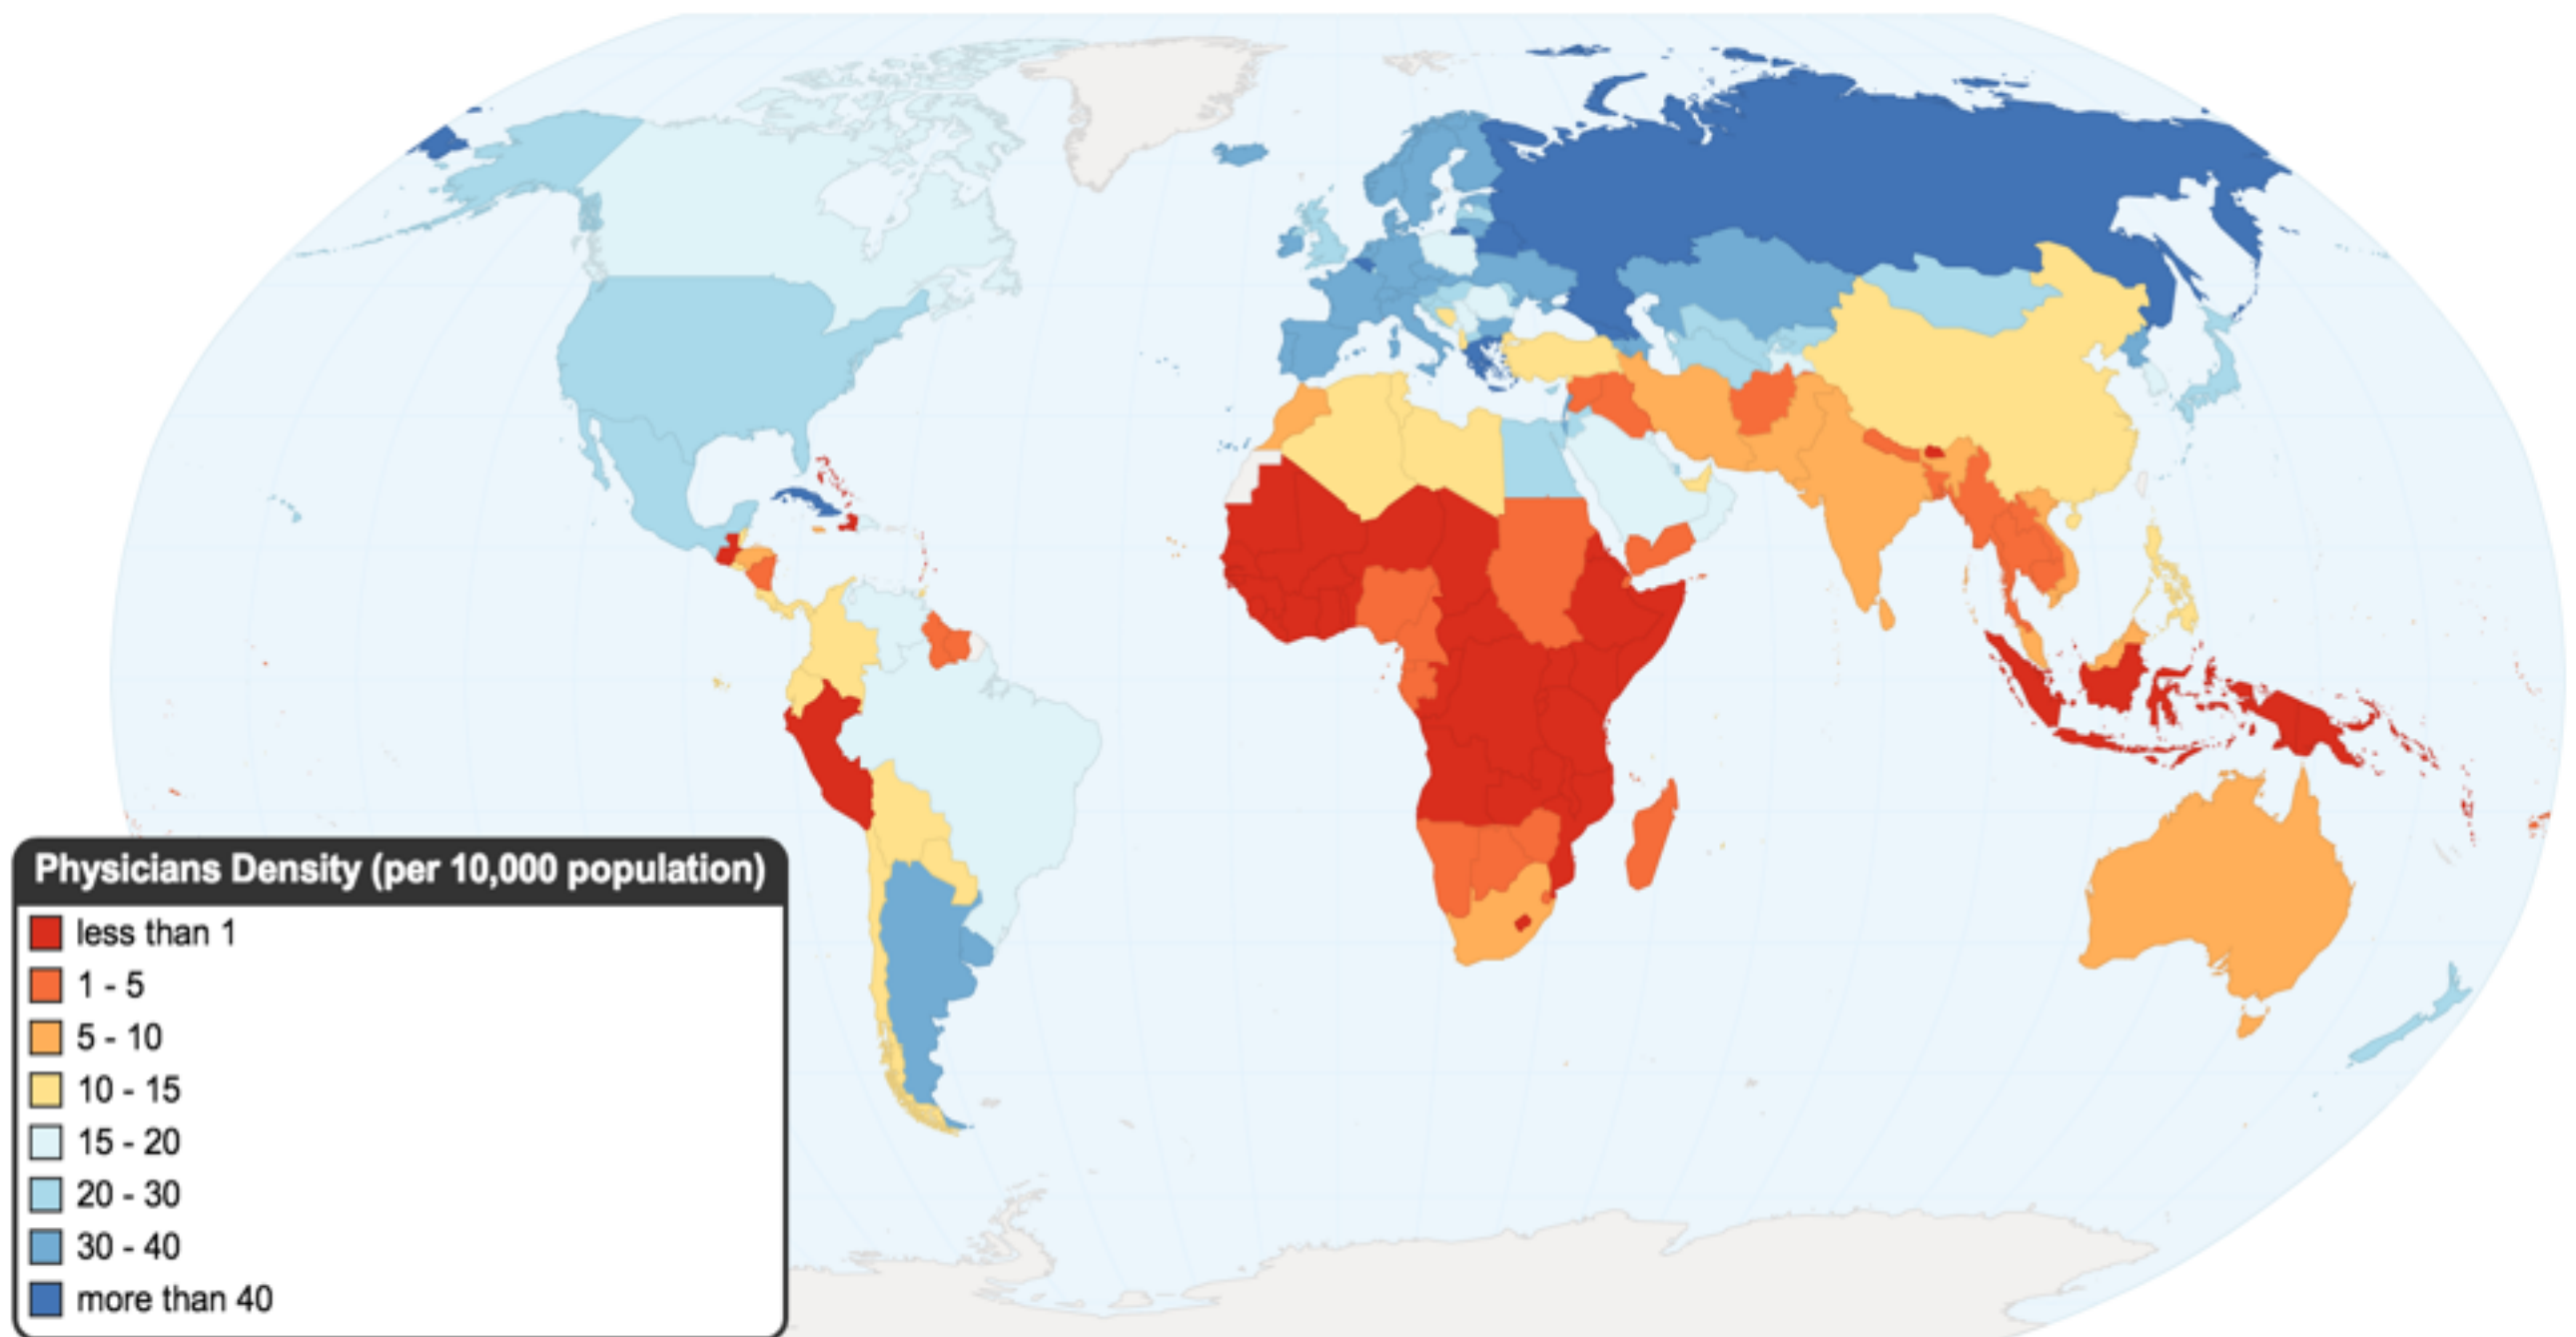 Physicians Density (per 10,000 population)
less than 1
1 - 5
5 - 10
10 - 15
15 - 20
20 - 30
30 - 40
more than 40